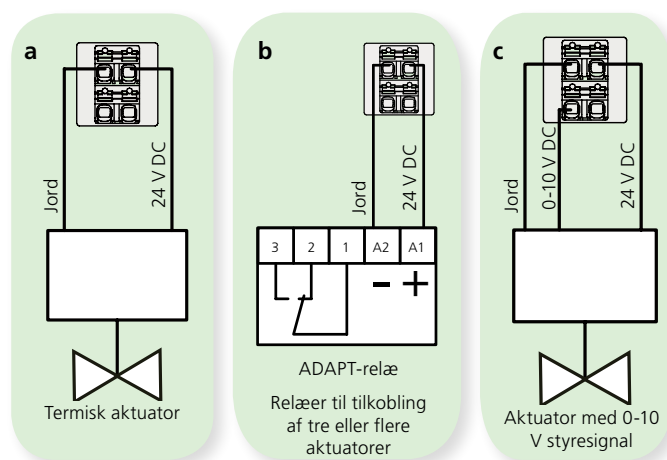 a
Jord
24 V DC
Termisk aktuator
b
Jord
24 V DC
3 2 1 A2 A1
– +
ADAPT-relæ
Relæer til tilkobling
af tre eller flere
aktuatorer
c
Jord
0-10 V DC
24 V DC
Aktuator med 0-10
V styresignal